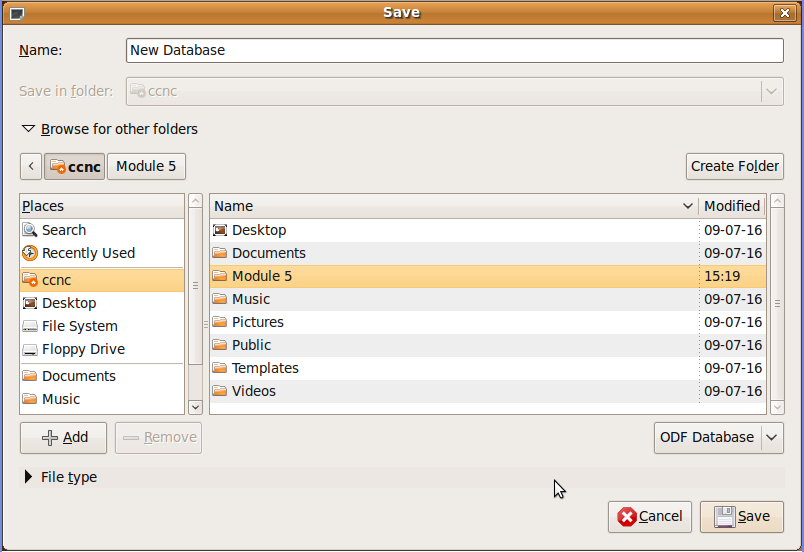 Save
Name: New Database
Save in folder: ccnc
Browse for other folders
< ccnc Module 5 Create Folder
Places Name Modified
Search Desktop 09-07-16
Recently Used Documents 09-07-16
ccnc Module 5 15:19
Desktop Music 09-07-16
File System Pictures 09-07-16
Floppy Drive Public 09-07-16
Documents Templates 09-07-16
Music Videos 09-07-16
Add Remove ODF Database
File type
Cancel Save